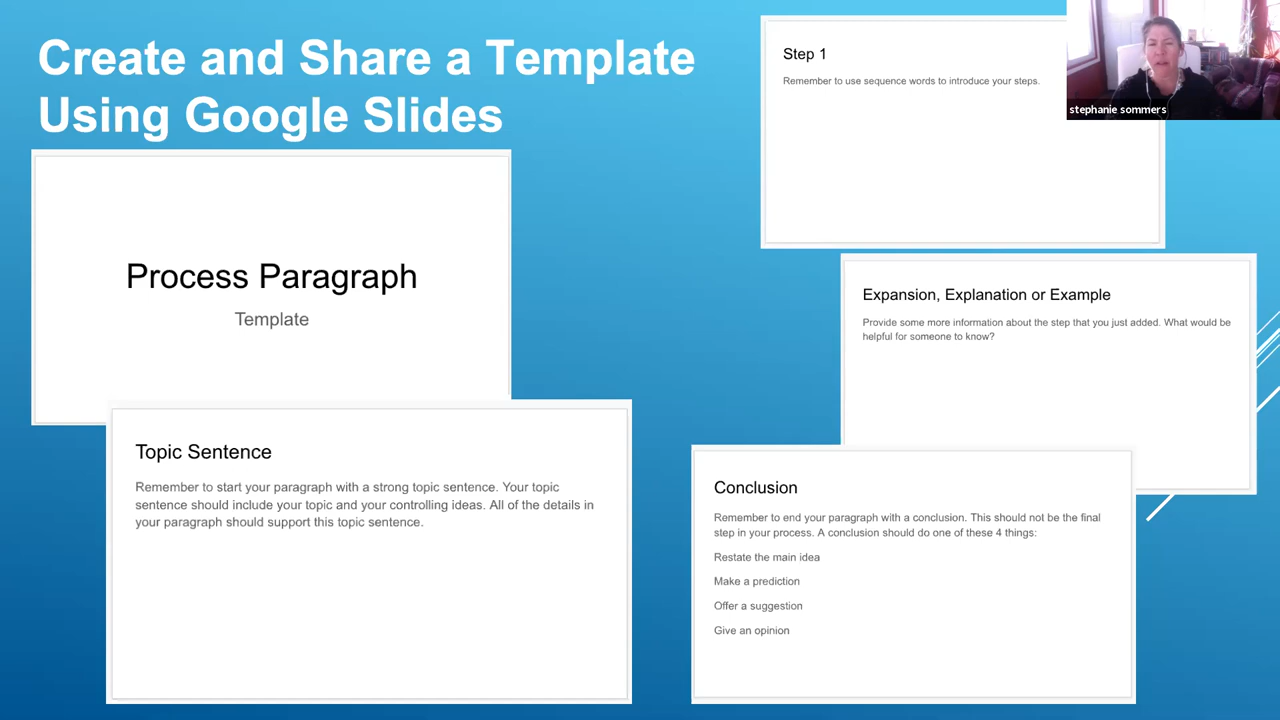 Create and Share a Template
Using Google Slides
Process Paragraph
Template
Topic Sentence
Remember to start your paragraph with a strong topic sentence. Your topic
sentence should include your topic and your controlling ideas. All of the details in
your paragraph should support this topic sentence.
Step 1
Remember to use sequence words to introduce your steps.
stephanie sommers
Expansion, Explanation or Example
Provide some more information about the step that you just added. What would be
helpful for someone to know?
Conclusion
Remember to end your paragraph with a conclusion. This should not be the final
step in your process. A conclusion should do one of these 4 things:
Restate the main idea
Make a prediction
Offer a suggestion
Give an opinion